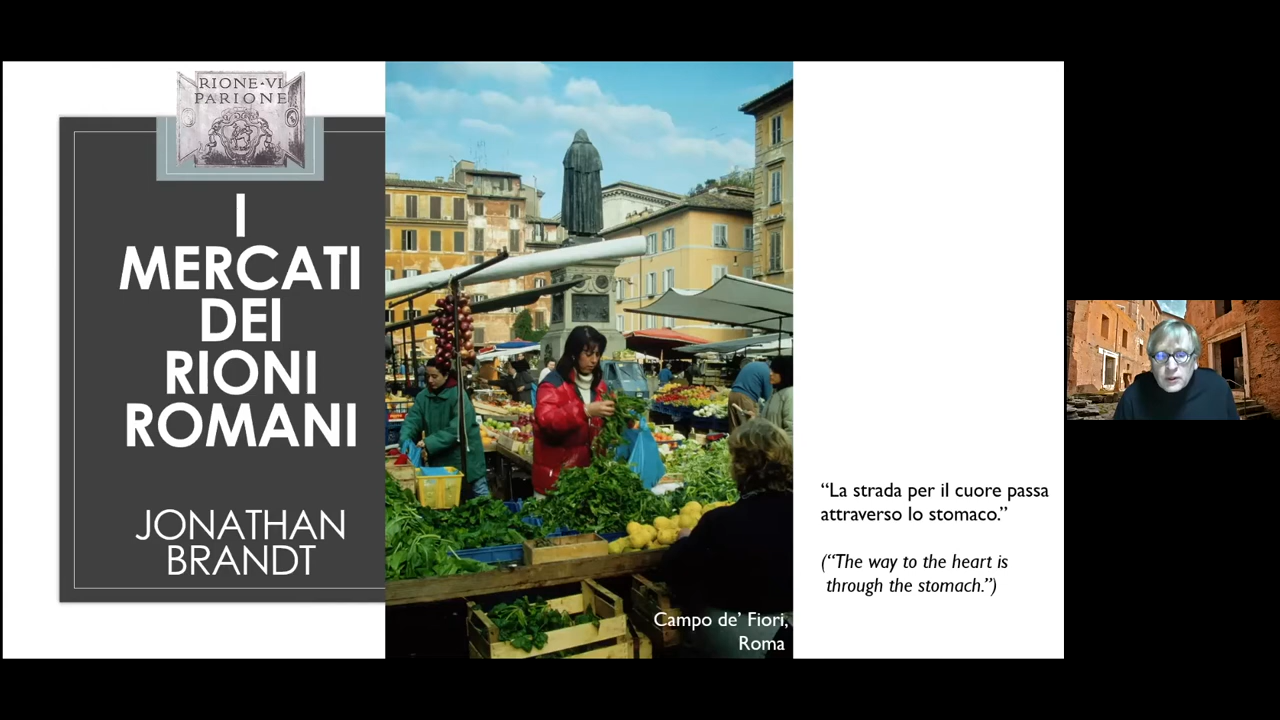 RIONE·VI
PARIONE
I
MERCATI
DEI
RIONI
ROMANI
JONATHAN
BRANDT
Campo de’ Fiori,
Roma
“La strada per il cuore passa
attraverso lo stomaco.”
(“The way to the heart is
through the stomach.”)